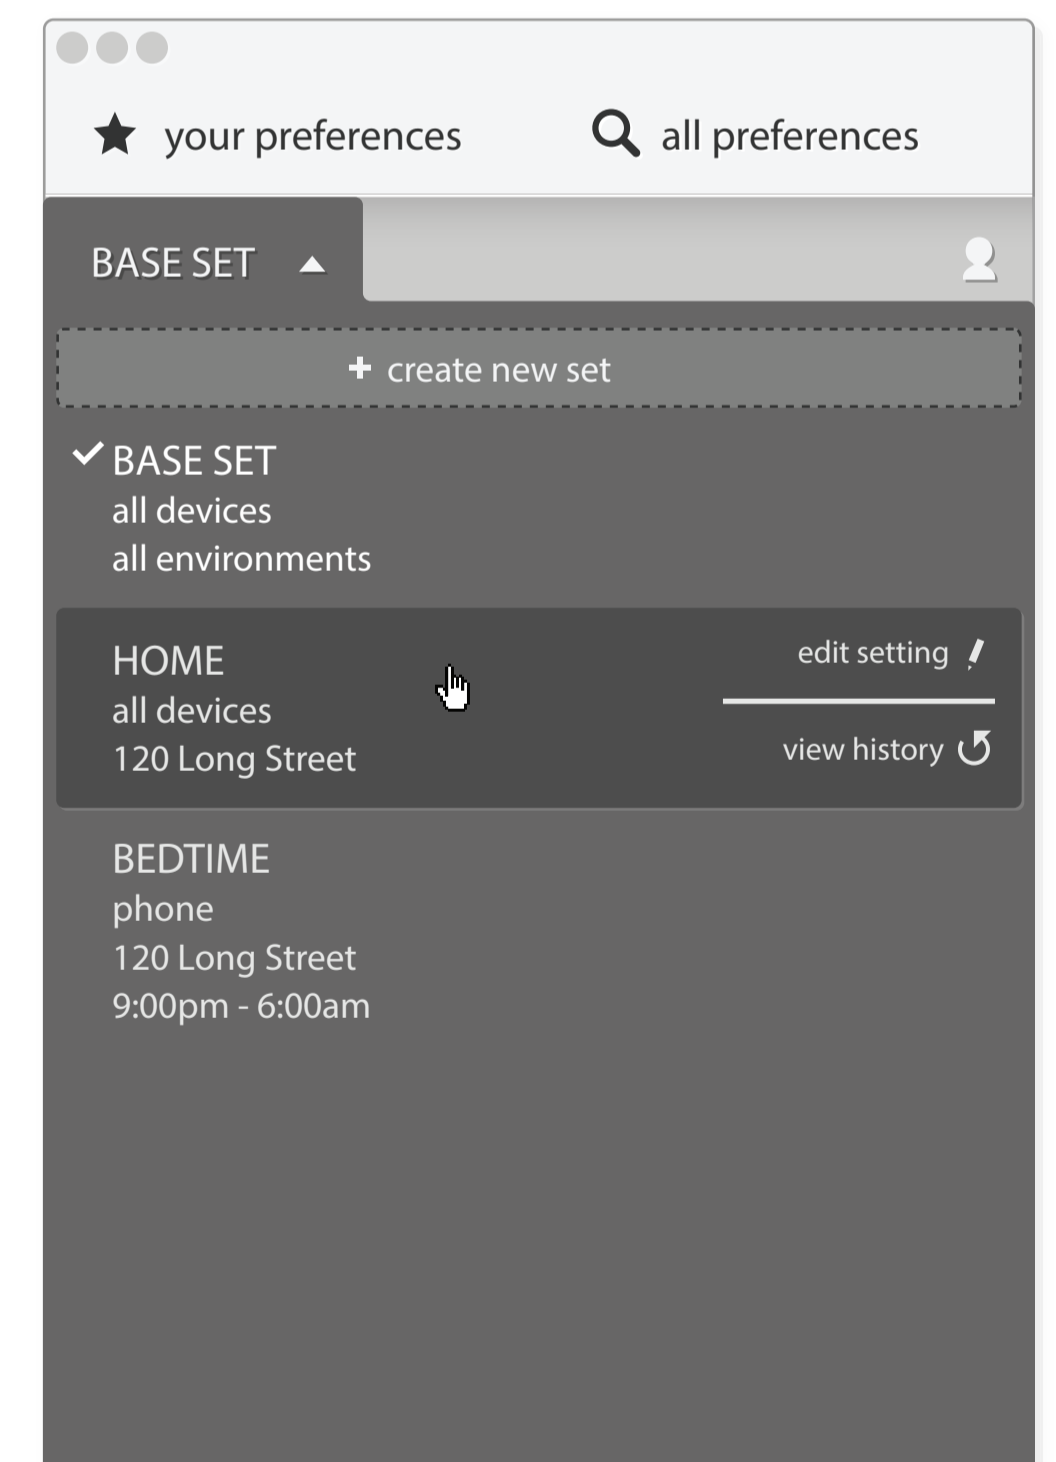 your preferences
all preferences
BASE SET
create new set
BASE SET
all devices
all environments
HOME
all devices
120 Long Street
edit setting
view history
BEDTIME
phone
120 Long Street
9:00pm - 6:00am